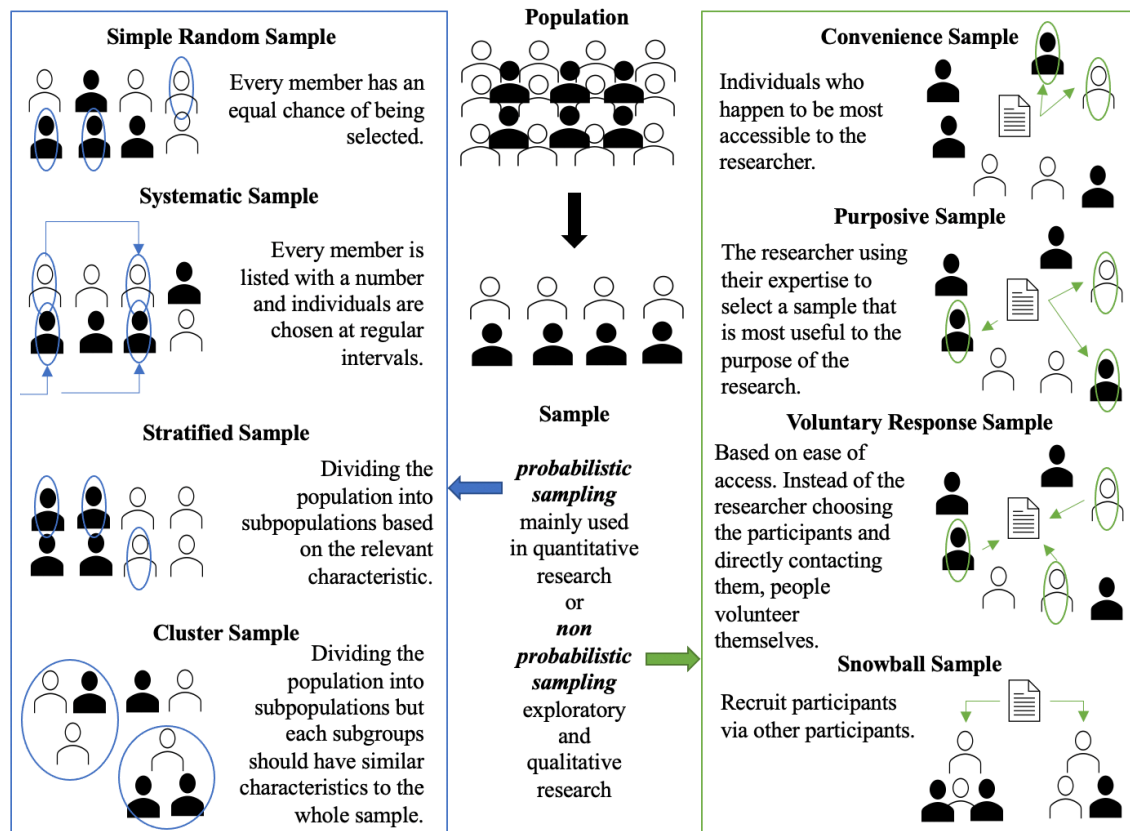 Simple Random Sample
Every member has an
equal chance of being
selected.
Systematic Sample
Every member is
listed with a number
and individuals are
chosen at regular
intervals.
Stratified Sample
Dividing the
population into
subpopulations based
on the relevant
characteristic.
Cluster Sample
Dividing the
population into
subpopulations but
each subgroups
should have similar
characteristics to the
whole sample.
Population
Sample
probabilistic
sampling
mainly used
in quantitative
research
or
non
probabilistic
sampling
exploratory
and
qualitative
research
Convenience Sample
Individuals who
happen to be most
accessible to the
researcher.
Purposive Sample
The researcher using
their expertise to
select a sample that
is most useful to the
purpose of the
research.
Voluntary Response Sample
Based on ease of
access. Instead of the
researcher choosing
the participants and
directly contacting
them, people
volunteer
themselves.
Snowball Sample
Recruit participants
via other participants.